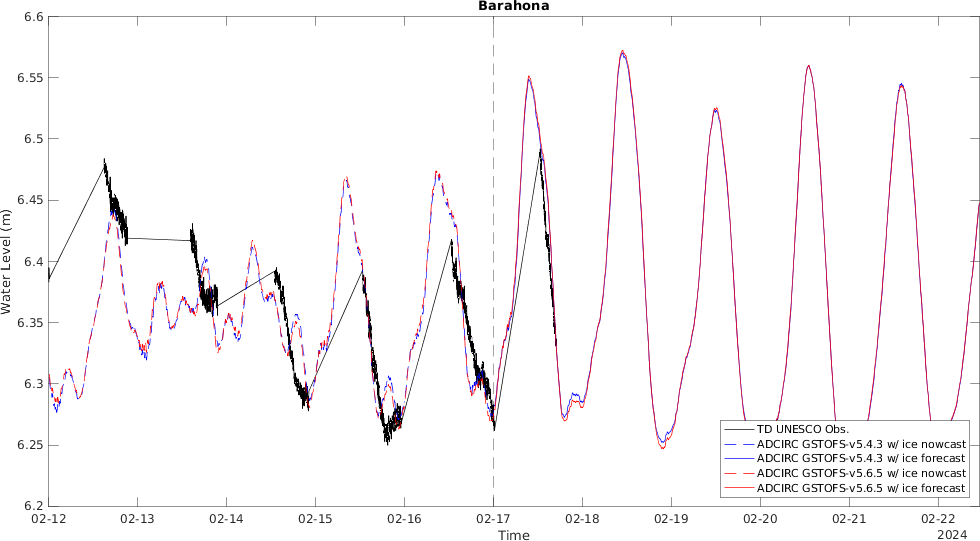 Barahona
6.6
6.55
6.5
6.45
6.4
6.35
6.3
6.25
6.2
Water Level (m)
02-12 02-13 02-14 02-15 02-16 02-17 02-18 02-19 02-20 02-21 02-22
Time
2024
TD UNESCO Obs.
ADCIRC GSTOFS-v5.4.3 w/ ice nowcast
ADCIRC GSTOFS-v5.4.3 w/ ice forecast
ADCIRC GSTOFS-v5.6.5 w/ ice nowcast
ADCIRC GSTOFS-v5.6.5 w/ ice forecast